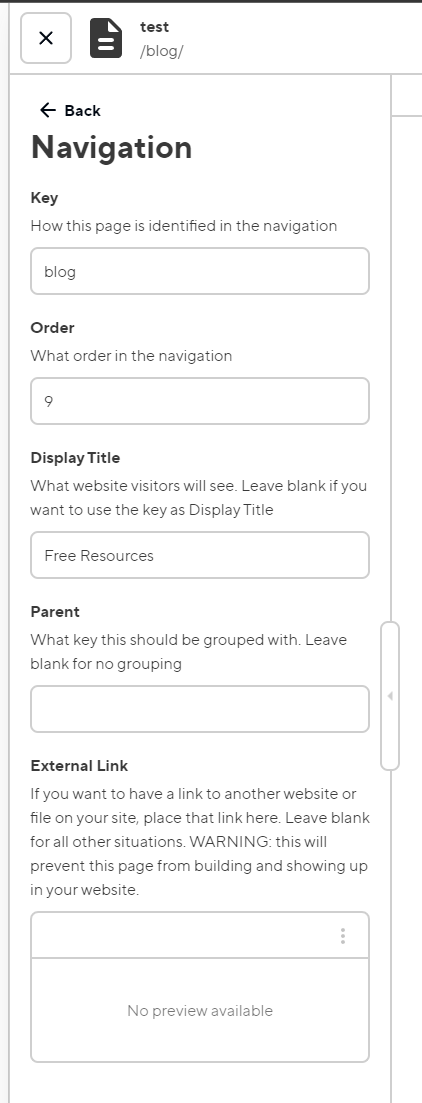 test
/blog/
Back
Navigation
Key
How this page is identified in the navigation
blog
Order
What order in the navigation
9
Display Title
What website visitors will see. Leave blank if you
want to use the key as Display Title
Free Resources
Parent
What key this should be grouped with. Leave
blank for no grouping
External Link
If you want to have a link to another website or
file on your site, place that link here. Leave blank
for all other situations. WARNING: this will
prevent this page from building and showing up
in your website.
No preview available